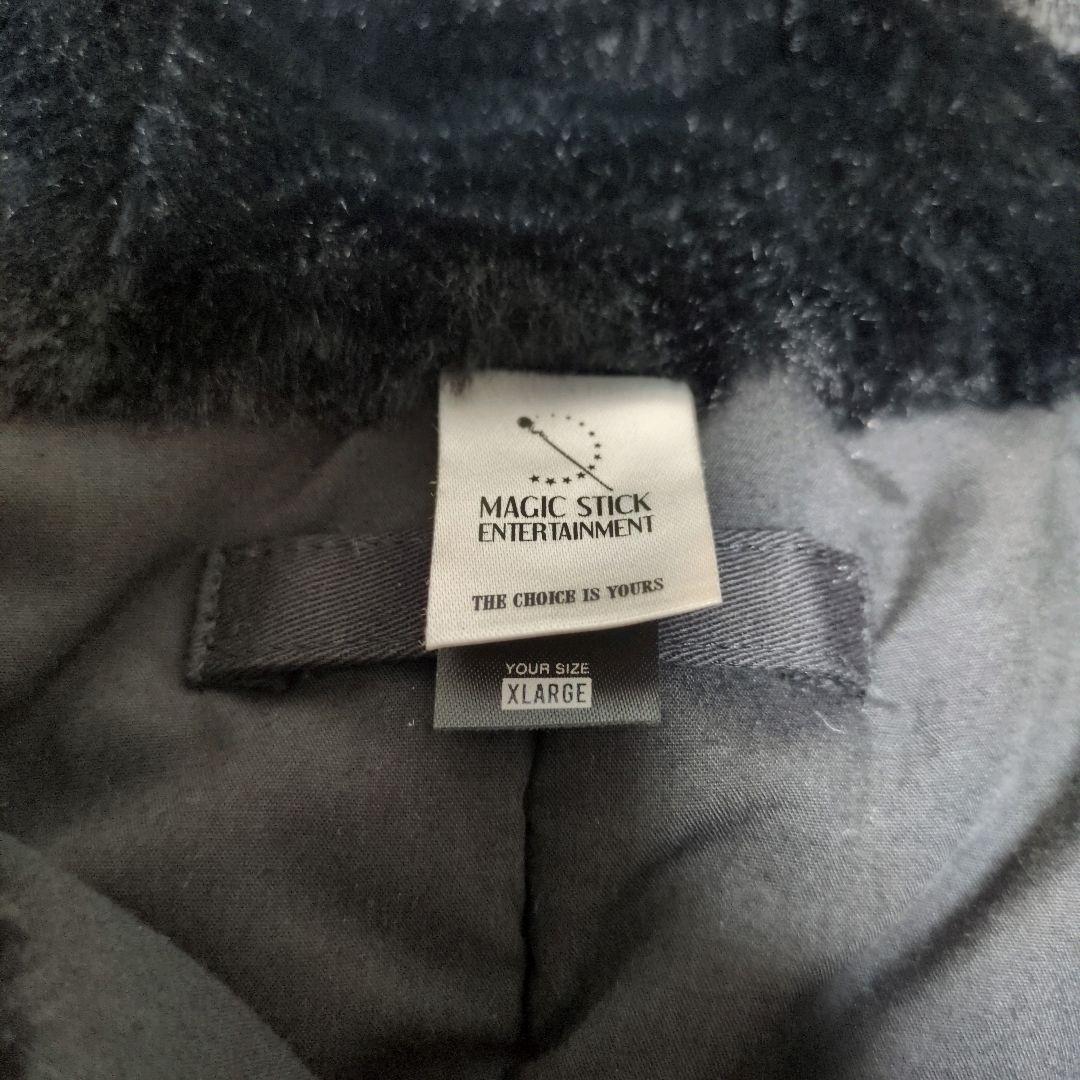 MAGIC STICK
ENTERTAINMENT
THE CHOICE IS YOURS
YOUR SIZE
XLARGE